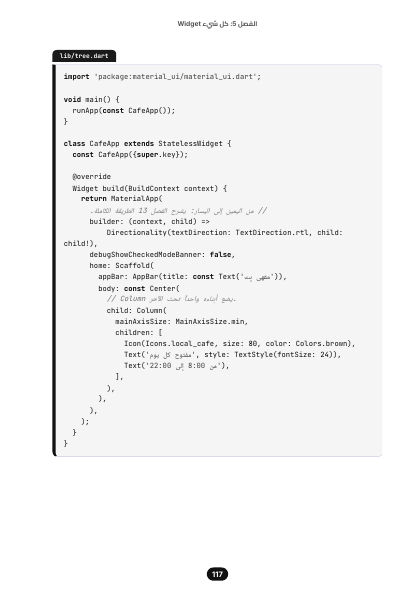 الفصل 5: كل شيء Widget
lib/tree.dart
import 'package:material_ui/material_ui.dart';
void main() {
runApp(const CafeApp());
}
class CafeApp extends StatelessWidget {
const CafeApp({super.key});
@override
Widget build(BuildContext context) {
return MaterialApp(
// من اليمين إلى اليسار: يشرح الفصل 13 الطريقة الكاملة.
builder: (context, child) =>
Directionality(textDirection: TextDirection.rtl, child:
child!),
debugShowCheckedModeBanner: false,
home: Scaffold(
appBar: AppBar(title: const Text('مقهى بت')),
body: const Center(
// Column يضع أبناءه واحدًا تحت الآخر.
child: Column(
mainAxisSize: MainAxisSize.min,
children: [
Icon(Icons.local_cafe, size: 80, color: Colors.brown),
Text('مفتوح كل يوم', style: TextStyle(fontSize: 24)),
Text('من 8:00 إلى 22:00'),
],
),
),
),
);
}
}
117